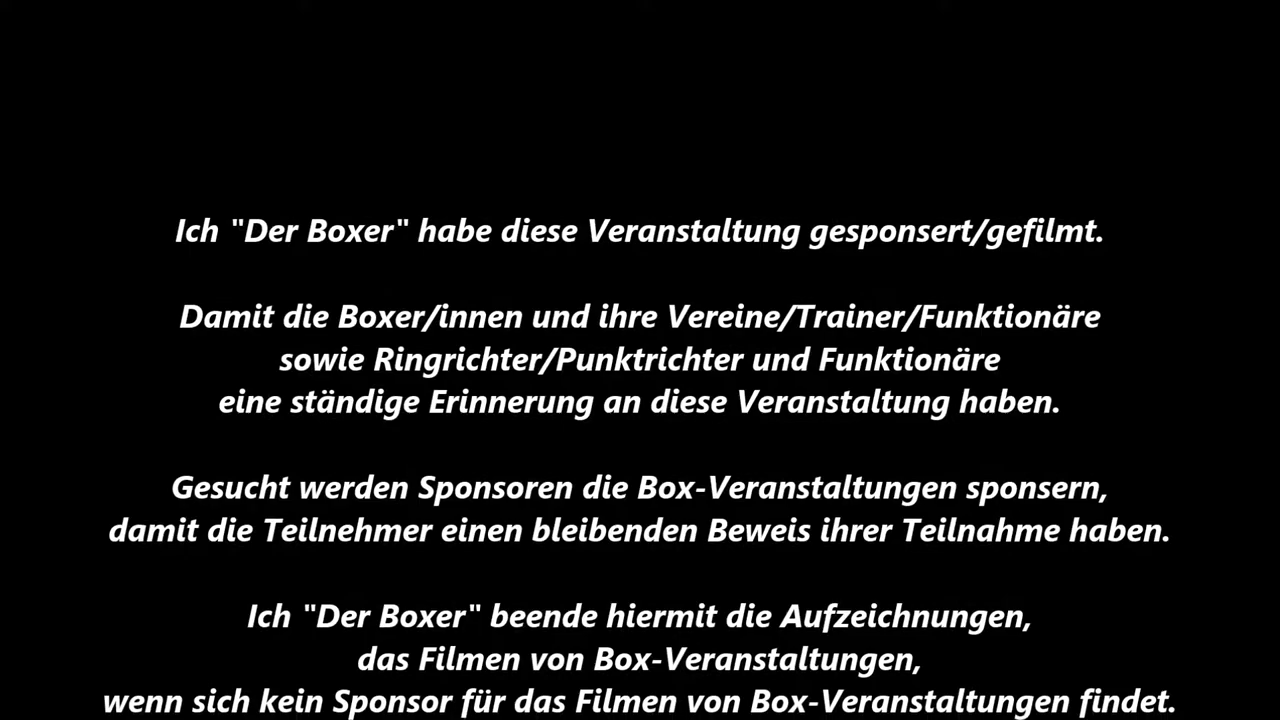 Ich "Der Boxer" habe diese Veranstaltung gesponsert/gefilmt.
Damit die Boxer/innen und ihre Vereine/Trainer/Funktionäre
sowie Ringrichter/Punktrichter und Funktionäre
eine ständige Erinnerung an diese Veranstaltung haben.
Gesucht werden Sponsoren die Box-Veranstaltungen sponsern,
damit die Teilnehmer einen bleibenden Beweis ihrer Teilnahme haben.
Ich "Der Boxer" beende hiermit die Aufzeichnungen,
das Filmen von Box-Veranstaltungen,
wenn sich kein Sponsor für das Filmen von Box-Veranstaltungen findet.